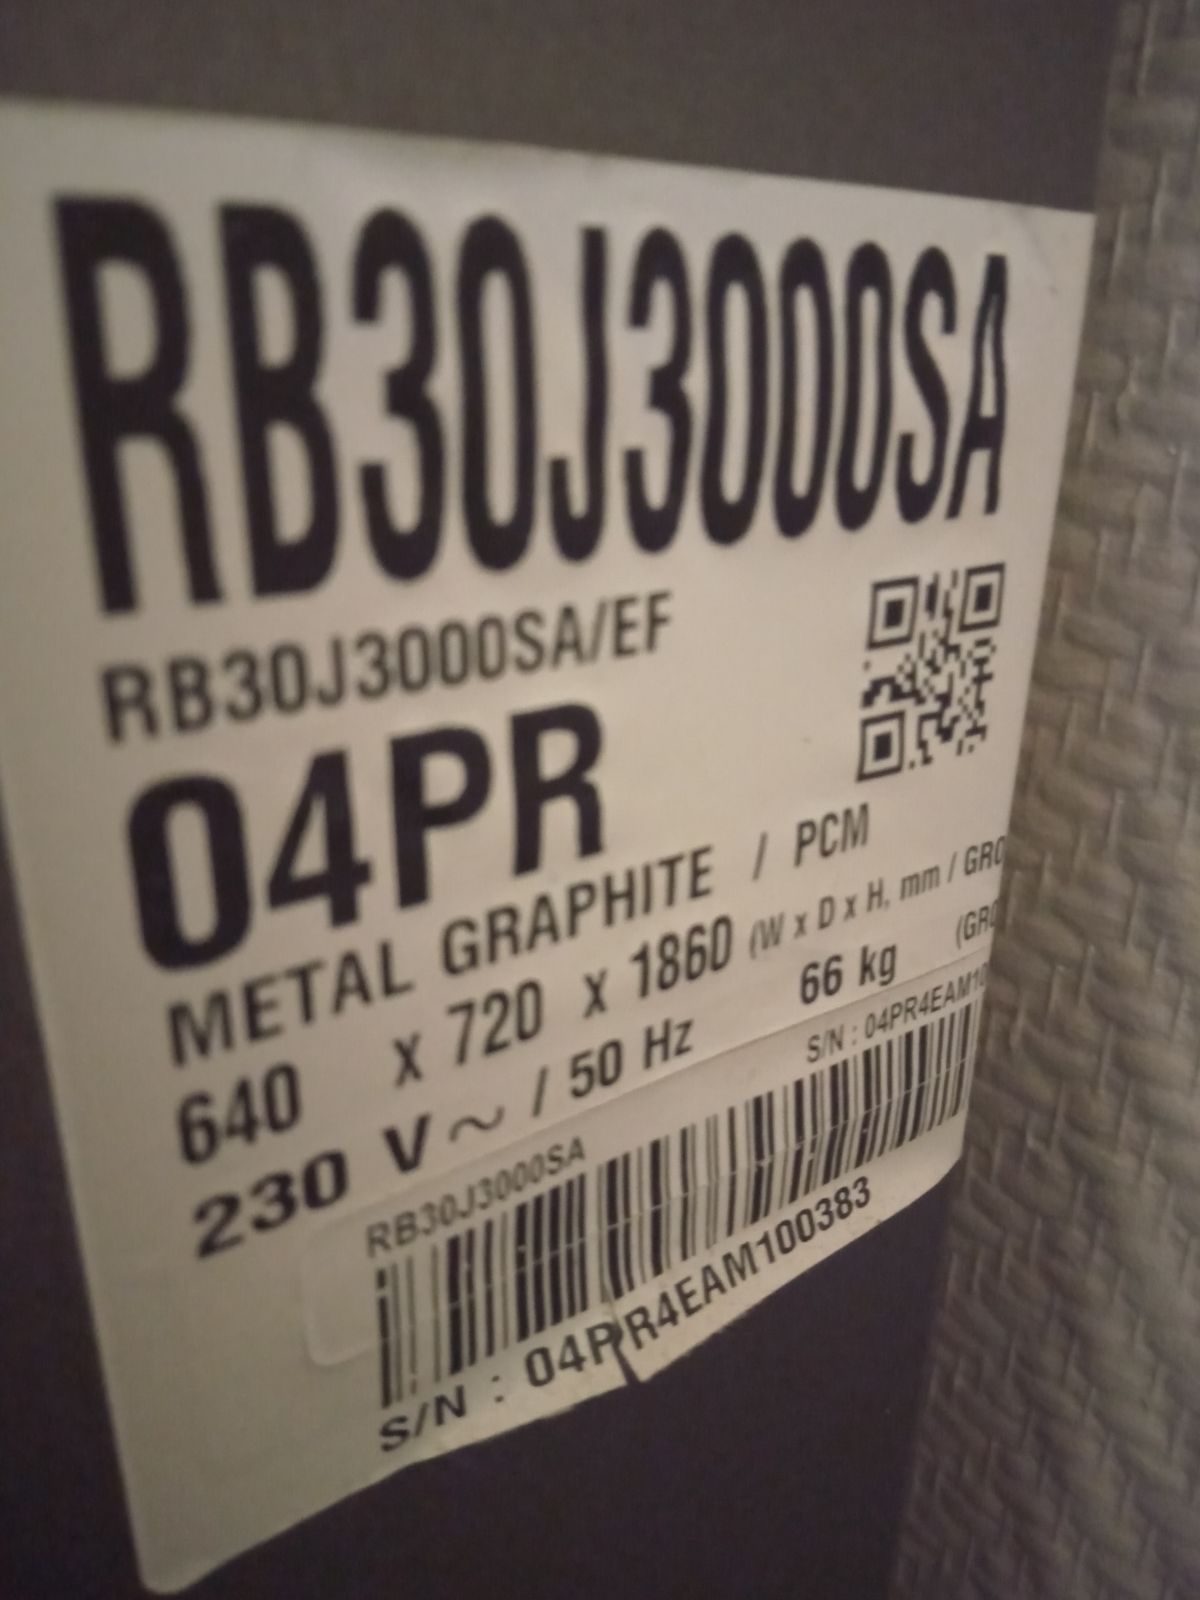 RB30J3000SA
RB30J3000SA/EF
04PR
METAL GRAPHITE / PCM
640 x 720 x 1860 (W x D x H, mm / GRO
230 V~ / 50 Hz 66 kg (GRO
RB30J3000SA S/N : 04PR4EAM10
S/N : 04PR4EAM100383